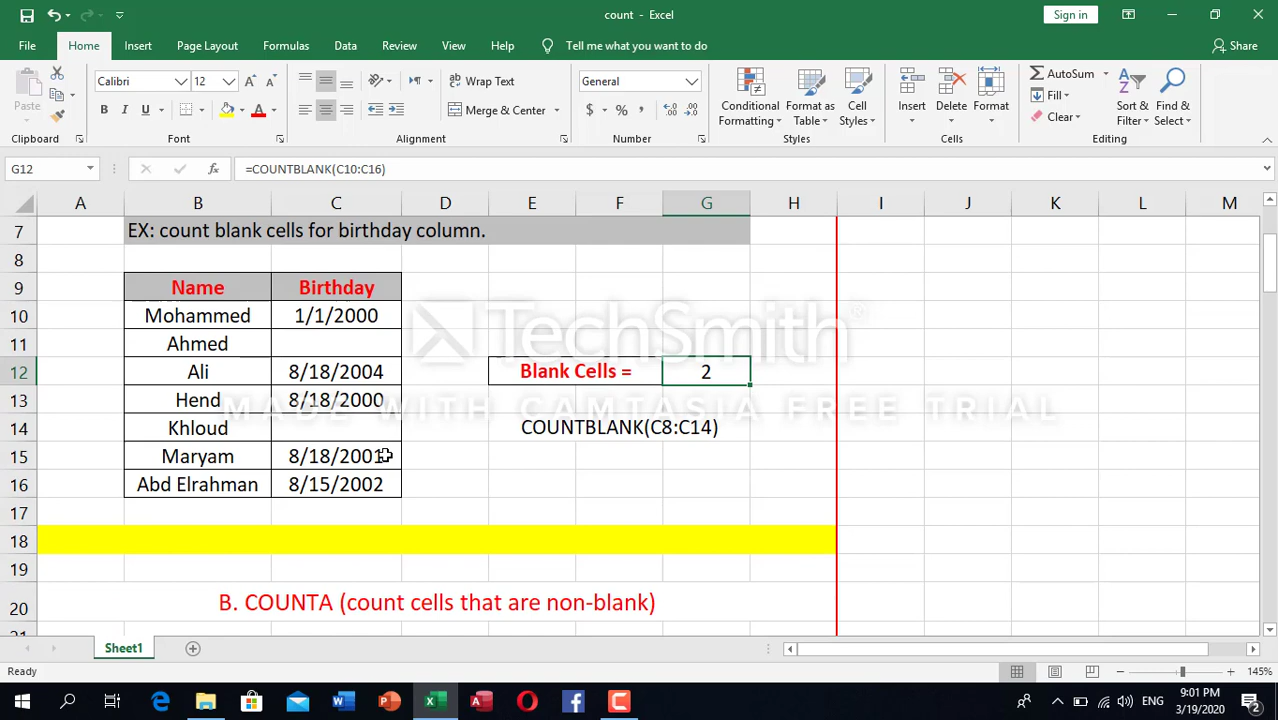 count - Excel
Sign in
File Home Insert Page Layout Formulas Data Review View Help Tell me what you want to do Share
Paste
Calibri 12
B I U
Wrap Text
Merge & Center
General
$ % ,
Conditional Formatting
Format as Table
Cell Styles
Insert Delete Format
AutoSum
Fill
Clear
Sort & Filter
Find & Select
Clipboard Font Alignment Number Styles Cells Editing
G12 fx =COUNTBLANK(C10:C16)
A B C D E F G H I J K L M
7 EX: count blank cells for birthday column.
8
9 Name Birthday
10 Mohammed 1/1/2000
11 Ahmed
12 Ali 8/18/2004 Blank Cells = 2
13 Hend 8/18/2000
14 Khloud COUNTBLANK(C8:C14)
15 Maryam 8/18/2001
16 Abd Elrahman 8/15/2002
17
18
19
20 B. COUNTA (count cells that are non-blank)
21
TechSmith
MADE WITH CAMTASIA FREE TRIAL
Sheet1
Ready 145%
ENG 9:01 PM
3/19/2020 2